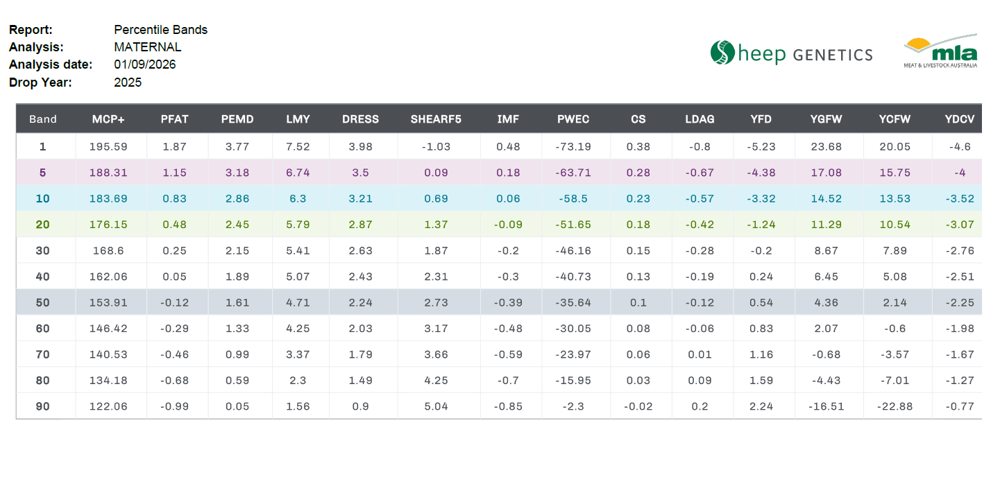 Report: Percentile Bands
Analysis: MATERNAL
Analysis date: 01/09/2026
Drop Year: 2025
Sheep GENETICS
mla
MEAT & LIVESTOCK AUSTRALIA
Band MCP+ PFAT PEMD LMY DRESS SHEARF5 IMF PWEC CS LDAG YFD YGFW YCFW YDCV
1 195.59 1.87 3.77 7.52 3.98 -1.03 0.48 -73.19 0.38 -0.8 -5.23 23.68 20.05 -4.6
5 188.31 1.15 3.18 6.74 3.5 0.09 0.18 -63.71 0.28 -0.67 -4.38 17.08 15.75 -4
10 183.69 0.83 2.86 6.3 3.21 0.69 0.06 -58.5 0.23 -0.57 -3.32 14.52 13.53 -3.52
20 176.15 0.48 2.45 5.79 2.87 1.37 -0.09 -51.65 0.18 -0.42 -1.24 11.29 10.54 -3.07
30 168.6 0.25 2.15 5.41 2.63 1.87 -0.2 -46.16 0.15 -0.28 -0.2 8.67 7.89 -2.76
40 162.06 0.05 1.89 5.07 2.43 2.31 -0.3 -40.73 0.13 -0.19 0.24 6.45 5.08 -2.51
50 153.91 -0.12 1.61 4.71 2.24 2.73 -0.39 -35.64 0.1 -0.12 0.54 4.36 2.14 -2.25
60 146.42 -0.29 1.33 4.25 2.03 3.17 -0.48 -30.05 0.08 -0.06 0.83 2.07 -0.6 -1.98
70 140.53 -0.46 0.99 3.37 1.79 3.66 -0.59 -23.97 0.06 0.01 1.16 -0.68 -3.57 -1.67
80 134.18 -0.68 0.59 2.3 1.49 4.25 -0.7 -15.95 0.03 0.09 1.59 -4.43 -7.01 -1.27
90 122.06 -0.99 0.05 1.56 0.9 5.04 -0.85 -2.3 -0.02 0.2 2.24 -16.51 -22.88 -0.77